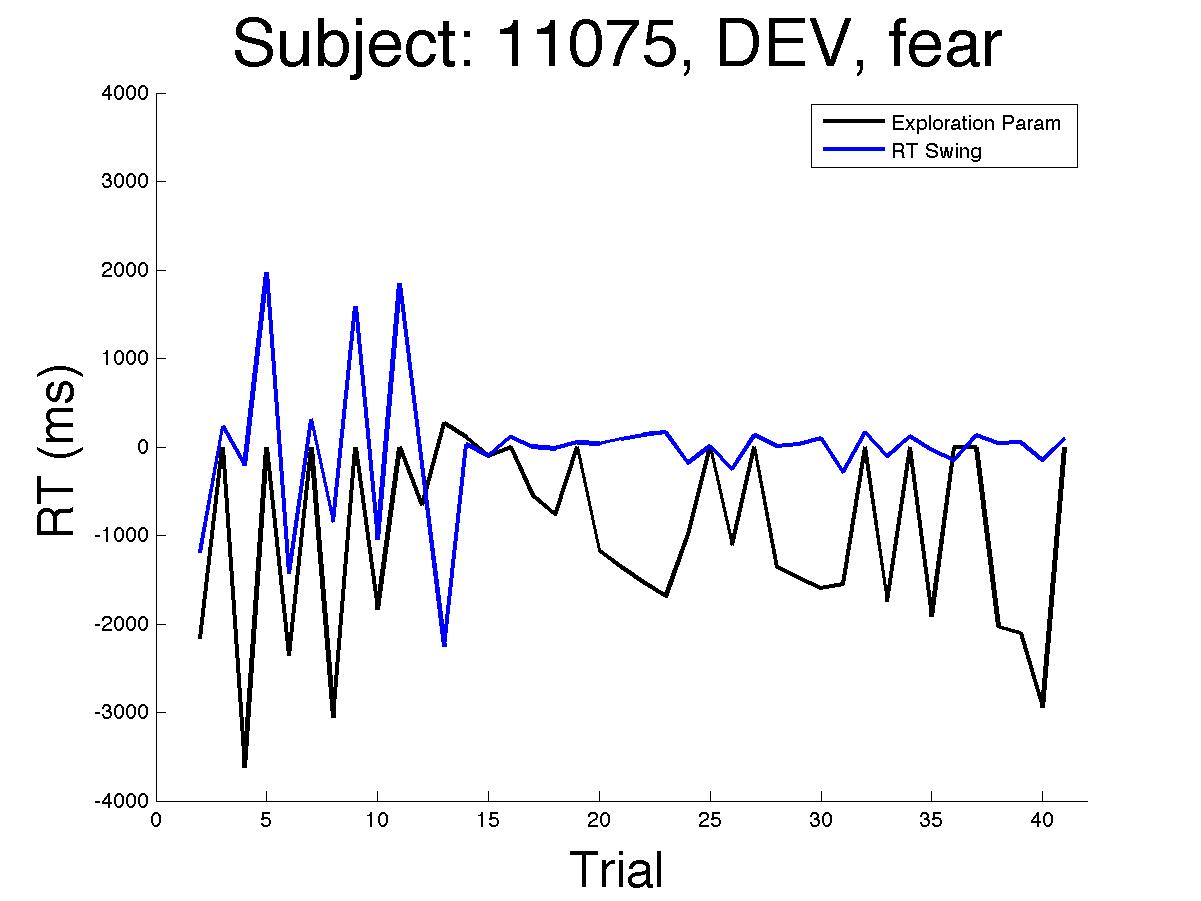 Subject: 11075, DEV, fear
4000
3000
2000
1000
0
-1000
-2000
-3000
-4000
RT (ms)
Exploration Param
RT Swing
0 5 10 15 20 25 30 35 40
Trial